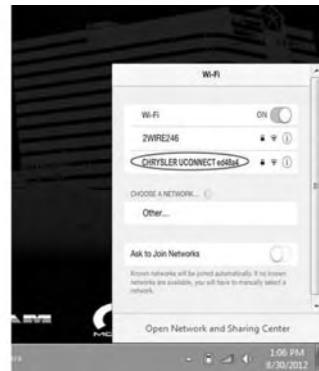 Wi-Fi
Wi-Fi ON
2WIRE246
CHRYSLER UCONNECT ed48a4
CHOOSE A NETWORK...
Other...
Ask to Join Networks
Known networks will be joined automatically. If no known
networks are available, you will have to manually select a
network.
Open Network and Sharing Center
1:06 PM
8/30/2012